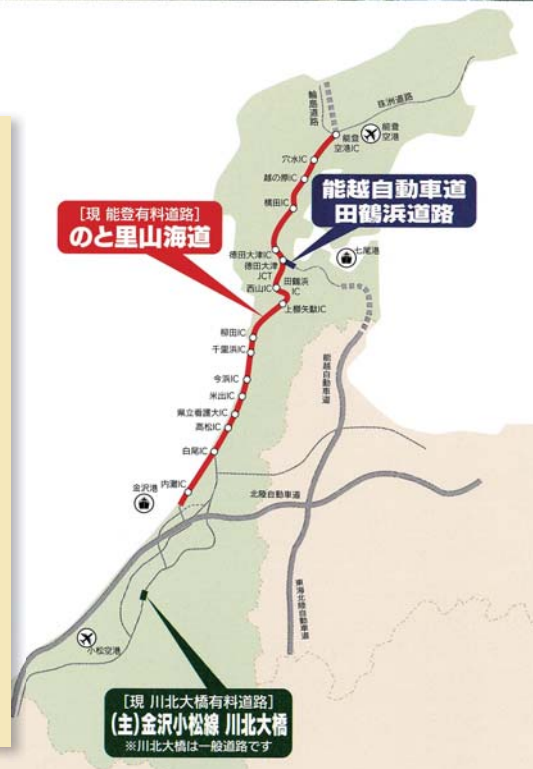 輪島道路
珠洲道路
能登
空港
能登
空港IC
穴水IC
越の原IC
横田IC
能越自動車道
田鶴浜道路
[現 能登有料道路]
のと里山海道
徳田大津IC
徳田大津
JCT
七尾港
田鶴浜
IC
西山IC
上棚矢駄IC
柳田IC
千里浜IC
能越自動車道
今浜IC
米出IC
県立看護大IC
高松IC
白尾IC
金沢港
内灘IC
北陸自動車道
東海北陸自動車道
小松空港
[現 川北大橋有料道路]
(主)金沢小松線 川北大橋
※川北大橋は一般道路です